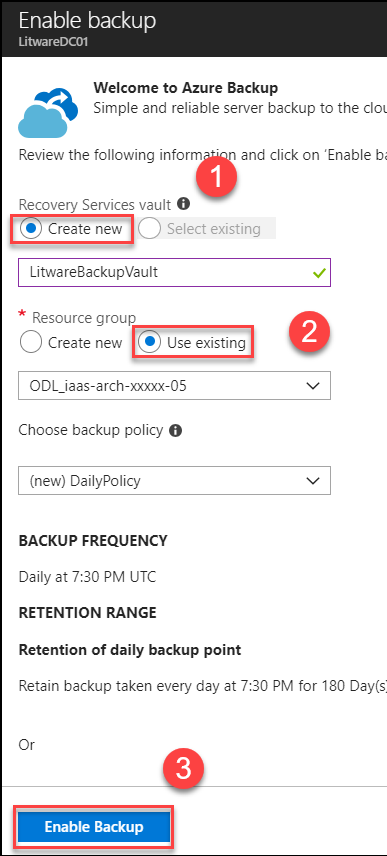 Enable backup
LitwareDC01
Welcome to Azure Backup
Simple and reliable server backup to the
Review the following information and click on 'Enable
1
Recovery Services vault
Create new Select existing
LitwareBackupVault
* Resource group
2
Create new Use existing
ODL_iaas-arch-xxxxx-05
Choose backup policy
(new) DailyPolicy
BACKUP FREQUENCY
Daily at 7:30 PM UTC
RETENTION RANGE
Retention of daily backup point
Retain backup taken every day at 7:30 PM for 180 Day(s)
Or
3
Enable Backup